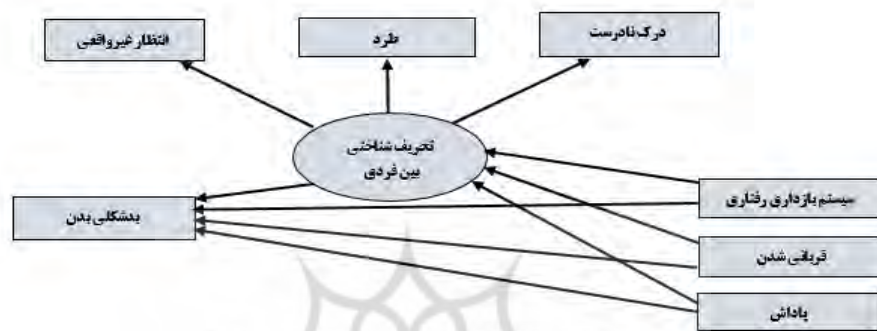 درک نادرست
طرد
انتظار غیرواقعی
تحریف شناختی
بین فردی
سیستم بازداری رفتاری
بدشکلی بدن
قربانی شدن
پاداش